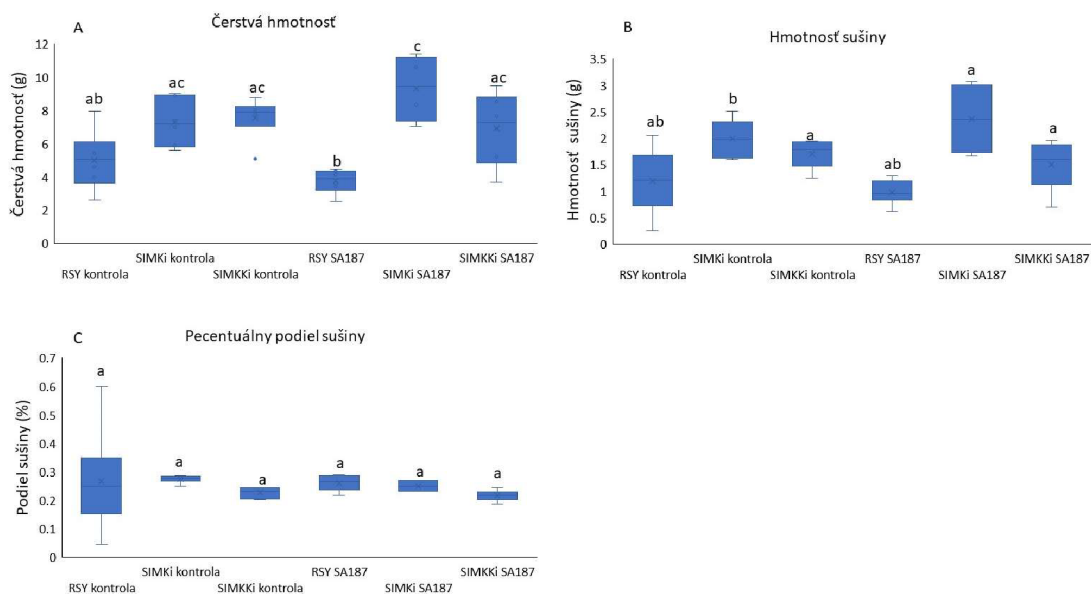 A
Čerstvá hmotnosť
Čerstvá hmotnosť (g)
12
10
8
6
4
2
0
ab
ac
ac
b
c
ac
RSY kontrola
SIMKi kontrola
SIMKKi kontrola
RSY SA187
SIMKi SA187
SIMKKi SA187
B
Hmotnosť sušiny
Hmotnosť sušiny (g)
3.5
3
2.5
2
1.5
1
0.5
0
ab
b
a
ab
a
a
RSY kontrola
SIMKi kontrola
SIMKKi kontrola
RSY SA187
SIMKi SA187
SIMKKi SA187
C
Pecentuálny podiel sušiny
Podiel sušiny (%)
0.7
0.6
0.5
0.4
0.3
0.2
0.1
0
a
a
a
a
a
a
RSY kontrola
SIMKi kontrola
SIMKKi kontrola
RSY SA187
SIMKi SA187
SIMKKi SA187